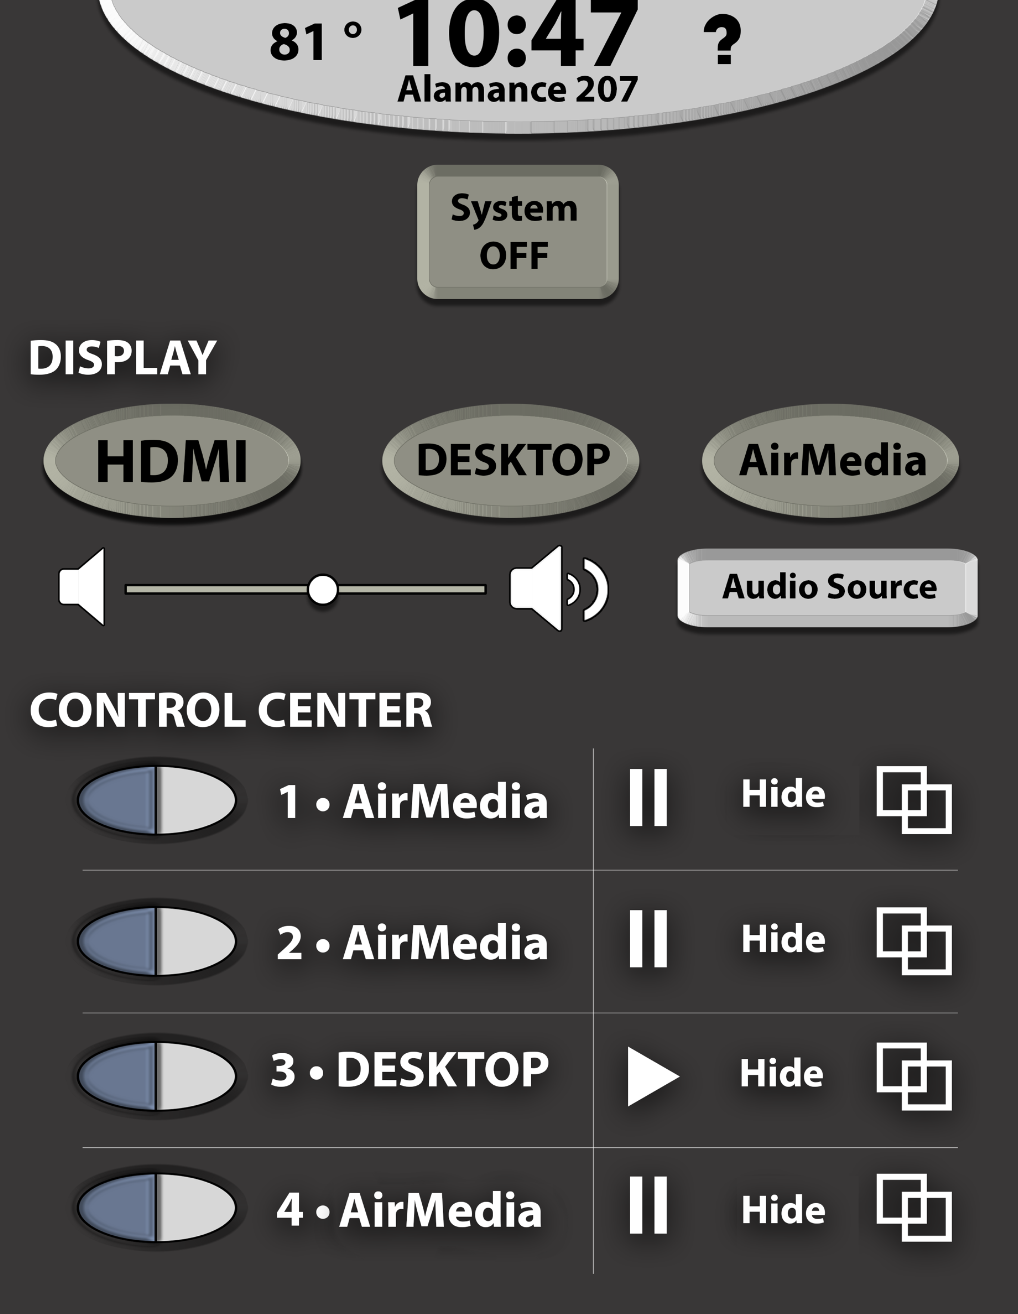 81 ° 10:47 ?
Alamance 207
System
OFF
DISPLAY
HDMI DESKTOP AirMedia
Audio Source
CONTROL CENTER
1 • AirMedia Hide
2 • AirMedia Hide
3 • DESKTOP Hide
4 • AirMedia Hide